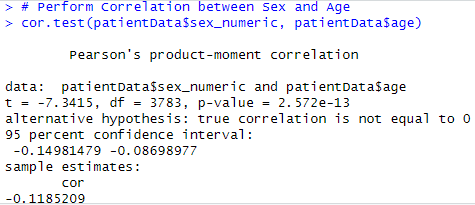 > # Perform Correlation between Sex and Age
> cor.test(patientData$sex_numeric, patientData$age)
Pearson's product-moment correlation
data:  patientData$sex_numeric and patientData$age
t = -7.3415, df = 3783, p-value = 2.572e-13
alternative hypothesis: true correlation is not equal to 0
95 percent confidence interval:
 -0.14981479 -0.08698977
sample estimates:
cor
-0.1185209